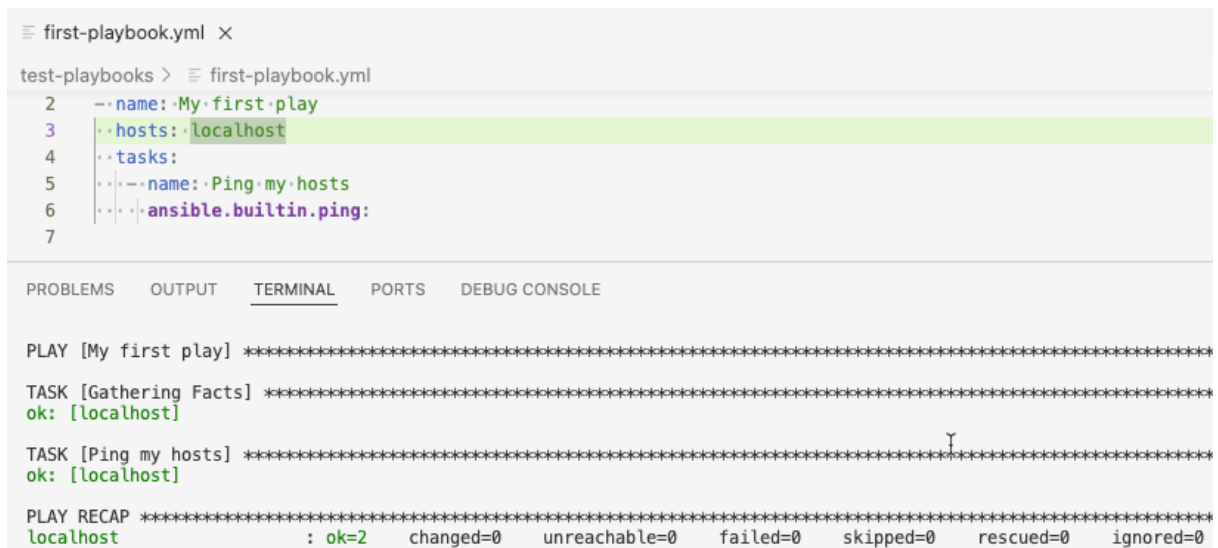 first-playbook.yml ×
test-playbooks > first-playbook.yml
2 - name: My first play
3 hosts: localhost
4 tasks:
5 - name: Ping my hosts
6 ansible.builtin.ping:
7
PROBLEMS OUTPUT TERMINAL PORTS DEBUG CONSOLE
PLAY [My first play] ******************************************************************************************
TASK [Gathering Facts] ****************************************************************************************
ok: [localhost]
TASK [Ping my hosts] ******************************************************************************************
ok: [localhost]
PLAY RECAP ****************************************************************************************************
localhost : ok=2 changed=0 unreachable=0 failed=0 skipped=0 rescued=0 ignored=0